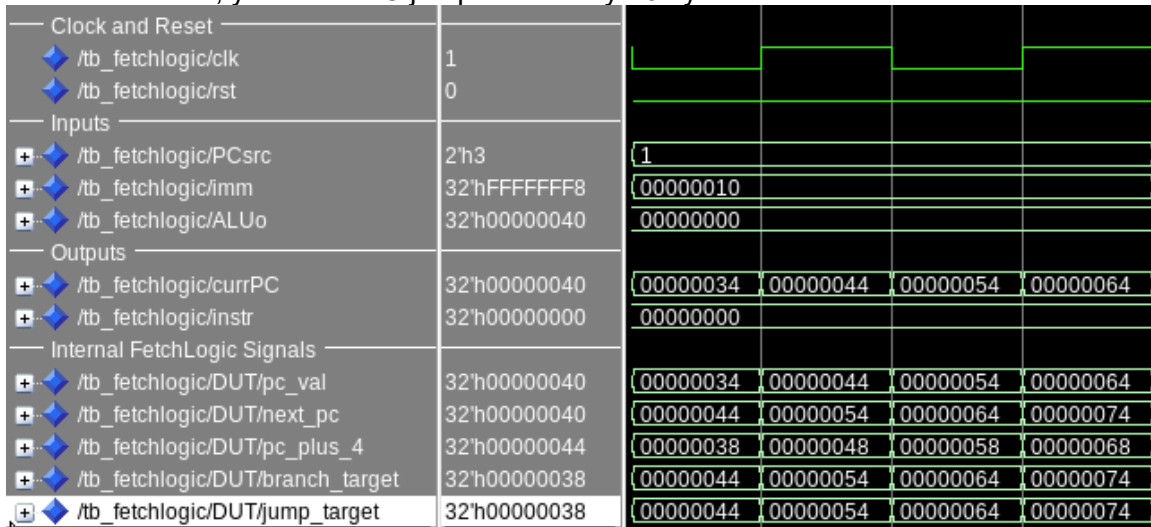 Clock and Reset
/tb_fetchlogic/clk 1
/tb_fetchlogic/rst 0
Inputs
/tb_fetchlogic/PCsrc 2'h3 1
/tb_fetchlogic/imm 32'hFFFFFFF8 00000010
/tb_fetchlogic/ALUo 32'h00000040 00000000
Outputs
/tb_fetchlogic/currPC 32'h00000040 00000034 00000044 00000054 00000064
/tb_fetchlogic/instr 32'h00000000 00000000
Internal FetchLogic Signals
/tb_fetchlogic/DUT/pc_val 32'h00000040 00000034 00000044 00000054 00000064
/tb_fetchlogic/DUT/next_pc 32'h00000040 00000044 00000054 00000064 00000074
/tb_fetchlogic/DUT/pc_plus_4 32'h00000044 00000038 00000048 00000058 00000068
/tb_fetchlogic/DUT/branch_target 32'h00000038 00000044 00000054 00000064 00000074
/tb_fetchlogic/DUT/jump_target 32'h00000038 00000044 00000054 00000064 00000074